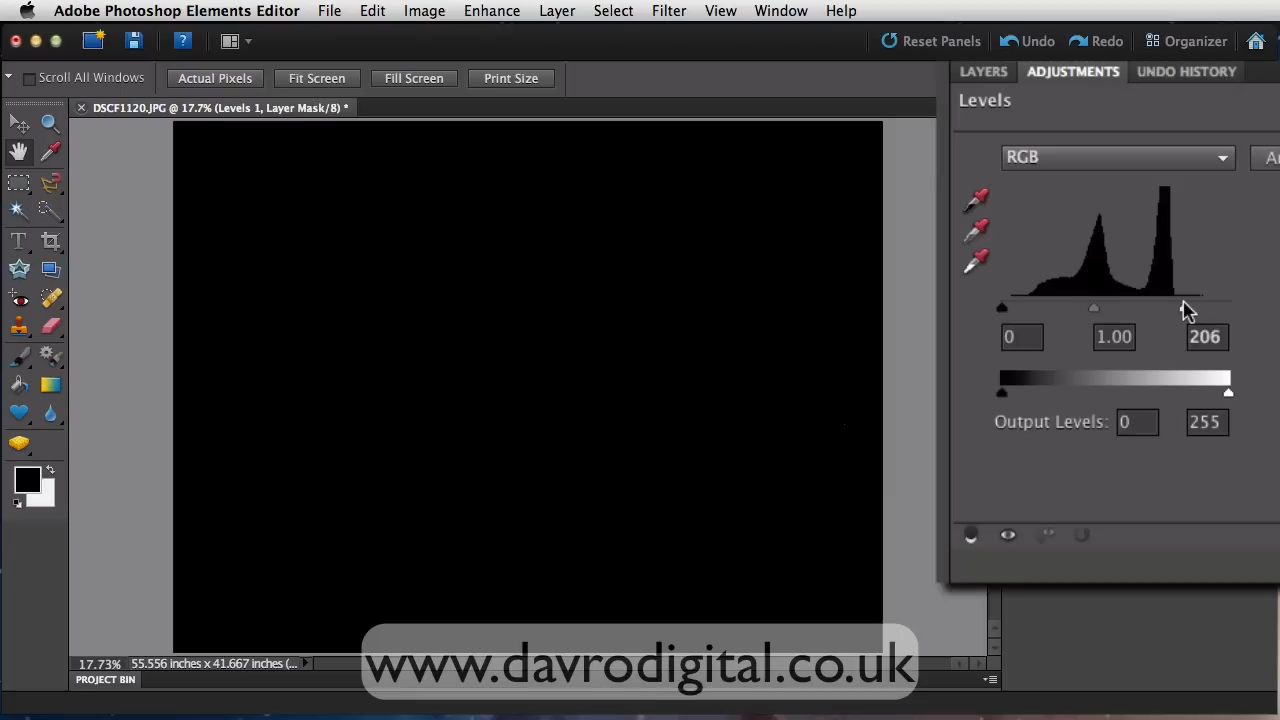 Adobe Photoshop Elements Editor File Edit Image Enhance Layer Select Filter View Window Help
Reset Panels Undo Redo Organizer
Scroll All Windows Actual Pixels Fit Screen Fill Screen Print Size
LAYERS ADJUSTMENTS UNDO HISTORY
DSCF1120.JPG @ 17.7% (Levels 1, Layer Mask/8) *
Levels
RGB
0 1.00 206
Output Levels: 0 255
17.73% 55.556 inches x 41.667 inches (...
PROJECT BIN
www.davrodigital.co.uk